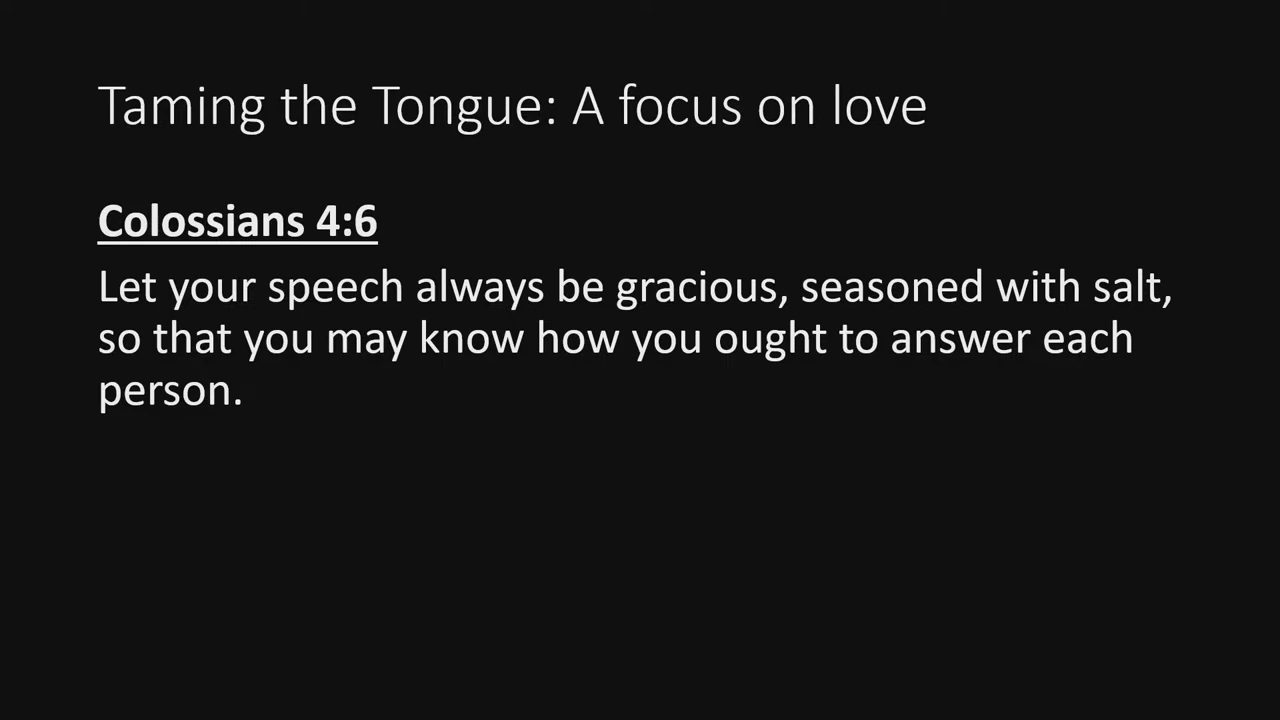 Taming the Tongue: A focus on love
Colossians 4:6
Let your speech always be gracious, seasoned with salt,
so that you may know how you ought to answer each
person.